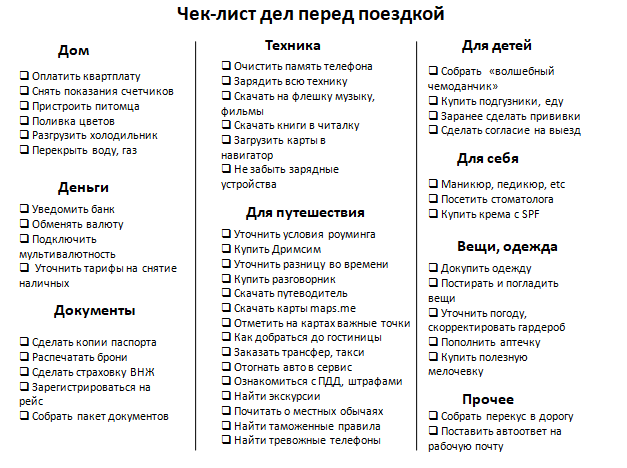 Чек-лист дел перед поездкой
Дом
❑ Оплатить квартплату
❑ Снять показания счетчиков
❑ Пристроить питомца
❑ Поливка цветов
❑ Разгрузить холодильник
❑ Перекрыть воду, газ
Деньги
❑ Уведомить банк
❑ Обменять валюту
❑ Подключить
мультивалютность
❑ Уточнить тарифы на снятие
наличных
Документы
❑ Сделать копии паспорта
❑ Распечатать брони
❑ Сделать страховку ВНЖ
❑ Зарегистрироваться на
рейс
❑ Собрать пакет документов
Техника
❑ Очистить память телефона
❑ Зарядить всю технику
❑ Скачать на флешку музыку,
фильмы
❑ Скачать книги в читалку
❑ Загрузить карты в
навигатор
❑ Не забыть зарядные
устройства
Для путешествия
❑ Уточнить условия роуминга
❑ Купить Дримсим
❑ Уточнить разницу во времени
❑ Купить разговорник
❑ Скачать путеводитель
❑ Скачать карты maps.me
❑ Отметить на картах важные точки
❑ Как добраться до гостиницы
❑ Заказать трансфер, такси
❑ Отогнать авто в сервис
❑ Ознакомиться с ПДД, штрафами
❑ Найти экскурсии
❑ Почитать о местных обычаях
❑ Найти таможенные правила
❑ Найти тревожные телефоны
Для детей
❑ Собрать «волшебный
чемоданчик»
❑ Купить подгузники, еду
❑ Заранее сделать прививки
❑ Сделать согласие на выезд
Для себя
❑ Маникюр, педикюр, etc
❑ Посетить стоматолога
❑ Купить крема с SPF
Вещи, одежда
❑ Докупить одежду
❑ Постирать и погладить
вещи
❑ Уточнить погоду,
скорректировать гардероб
❑ Пополнить аптечку
❑ Купить полезную
мелочевку
Прочее
❑ Собрать перекус в дорогу
❑ Поставить автоответ на
рабочую почту